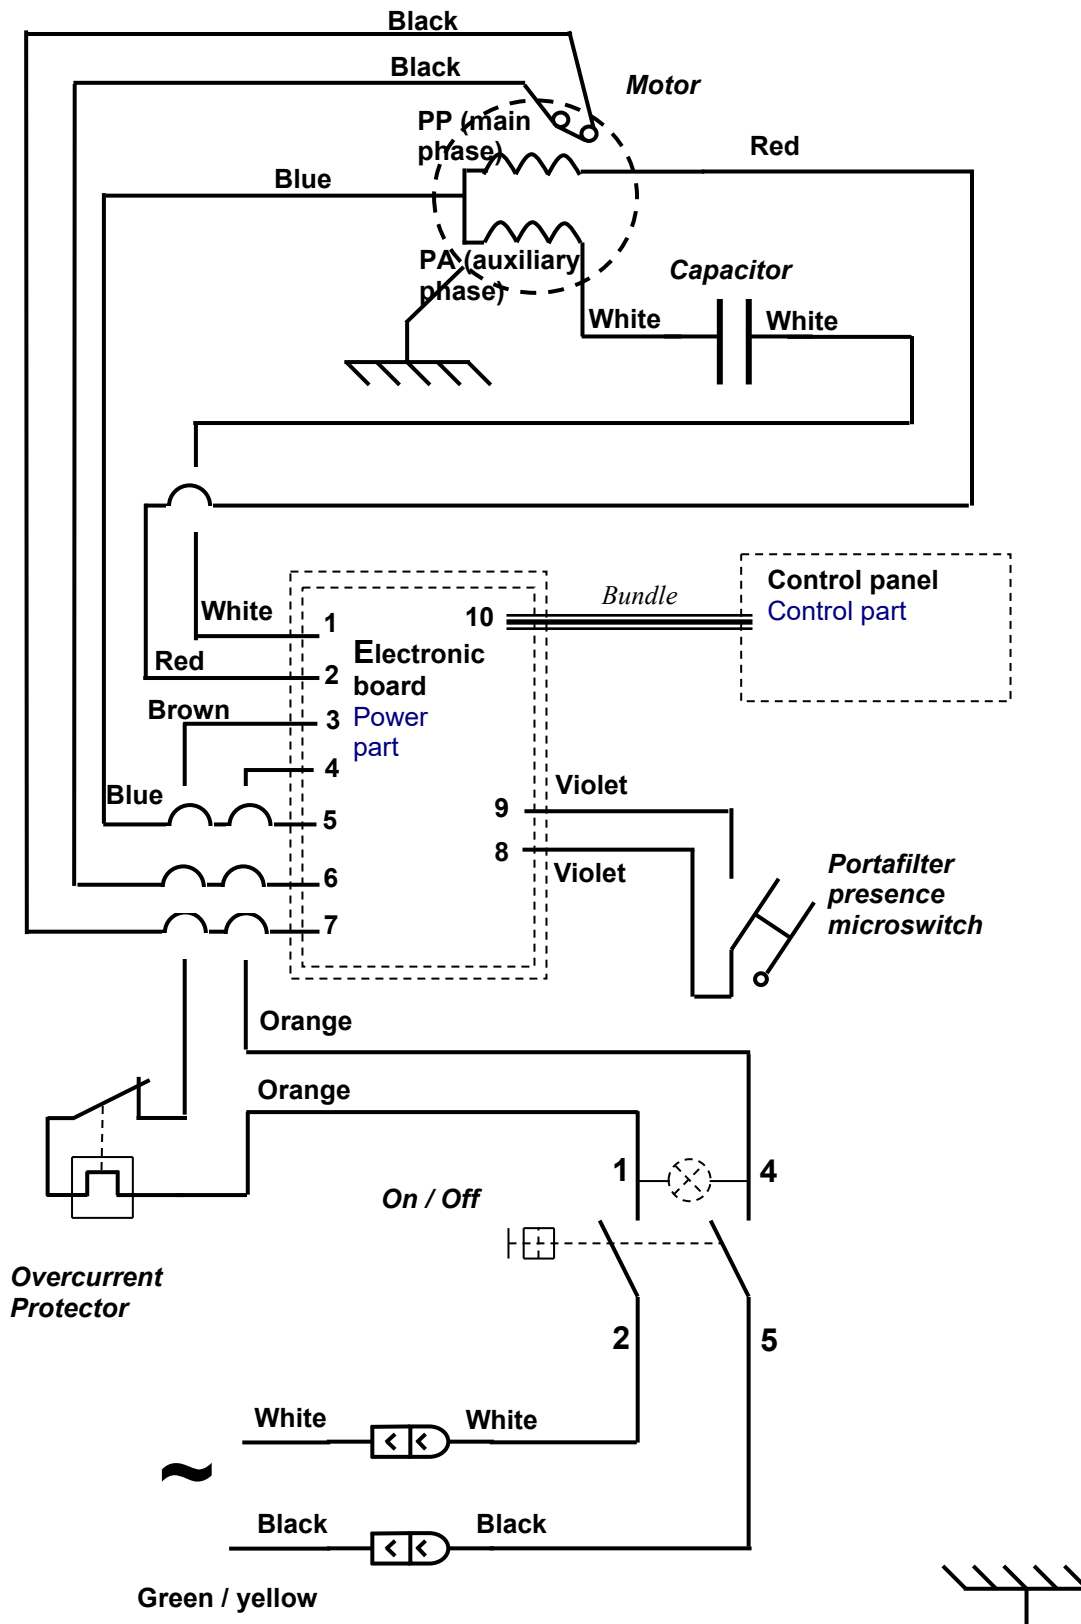 Black
Black
Motor
PP (main
phase)
Red
Blue
PA (auxiliary
phase)
Capacitor
White
White
Bundle
Control panel
Control part
White
1
10
Electronic
board
Power
part
Red
2
Brown
3
4
Blue
5
9
Violet
8
Violet
6
7
Portafilter
presence
microswitch
Orange
Orange
1
4
On / Off
Overcurrent
Protector
2
5
White
White
~
Black
Black
Green / yellow